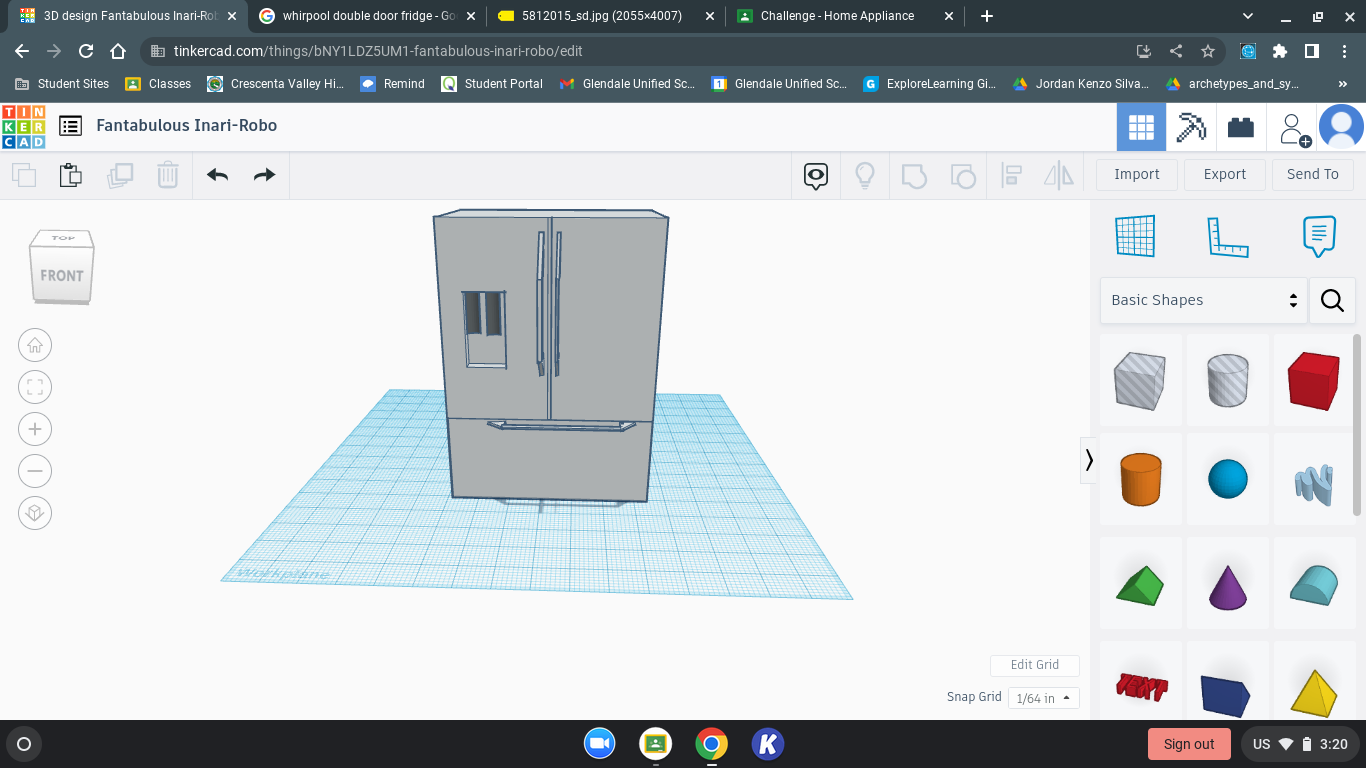 3D design Fantabulous Inari-Rob
whirpool double door fridge - Go
5812015_sd.jpg (2055×4007)
Challenge - Home Appliance
tinkercad.com/things/bNY1LDZ5UM1-fantabulous-inari-robo/edit
Student Sites
Classes
Crescenta Valley Hi...
Remind
Student Portal
Glendale Unified Sc...
Glendale Unified Sc...
ExploreLearning Gi...
Jordan Kenzo Silva...
archetypes_and_sy...
TIN
KER
CAD
Fantabulous Inari-Robo
Import
Export
Send To
TOP
FRONT
Basic Shapes
TEXT
Workplane
Edit Grid
Snap Grid
1/64 in
Sign out
US
3:20